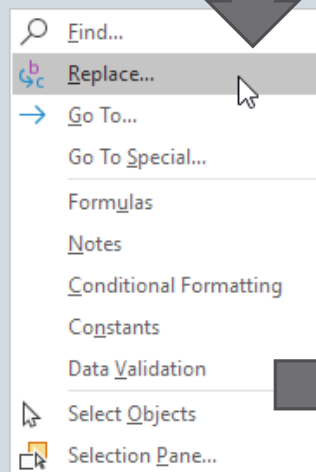 Find...
Replace...
Go To...
Go To Special...
Formulas
Notes
Conditional Formatting
Constants
Data Validation
Select Objects
Selection Pane...